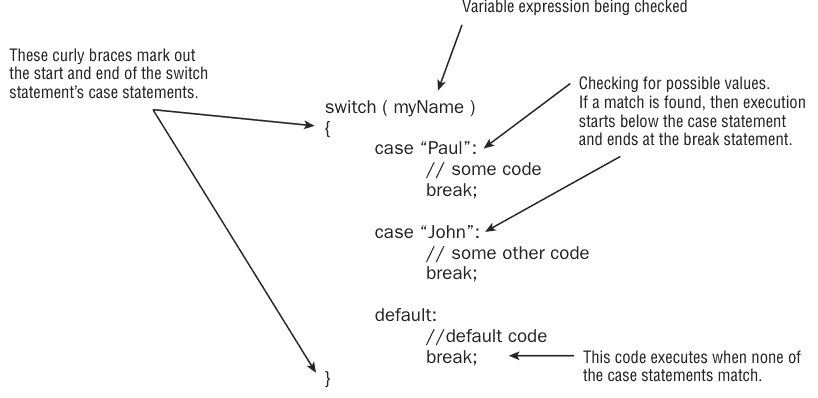 Variable expression being checked
These curly braces mark out
the start and end of the switch
statement's case statements.
Checking for possible values.
If a match is found, then execution
starts below the case statement
and ends at the break statement.
switch ( myName )
{
case “Paul”:
// some code
break;
case “John”:
// some other code
break;
default:
//default code
break;
This code executes when none of
the case statements match.
}